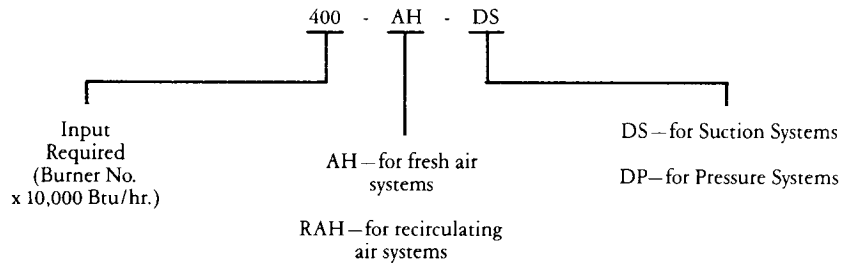 400 - AH - DS
Input
Required
(Burner No.
x 10,000 Btu/hr.)
AH—for fresh air
systems
RAH—for recirculating
air systems
DS—for Suction Systems
DP—for Pressure Systems